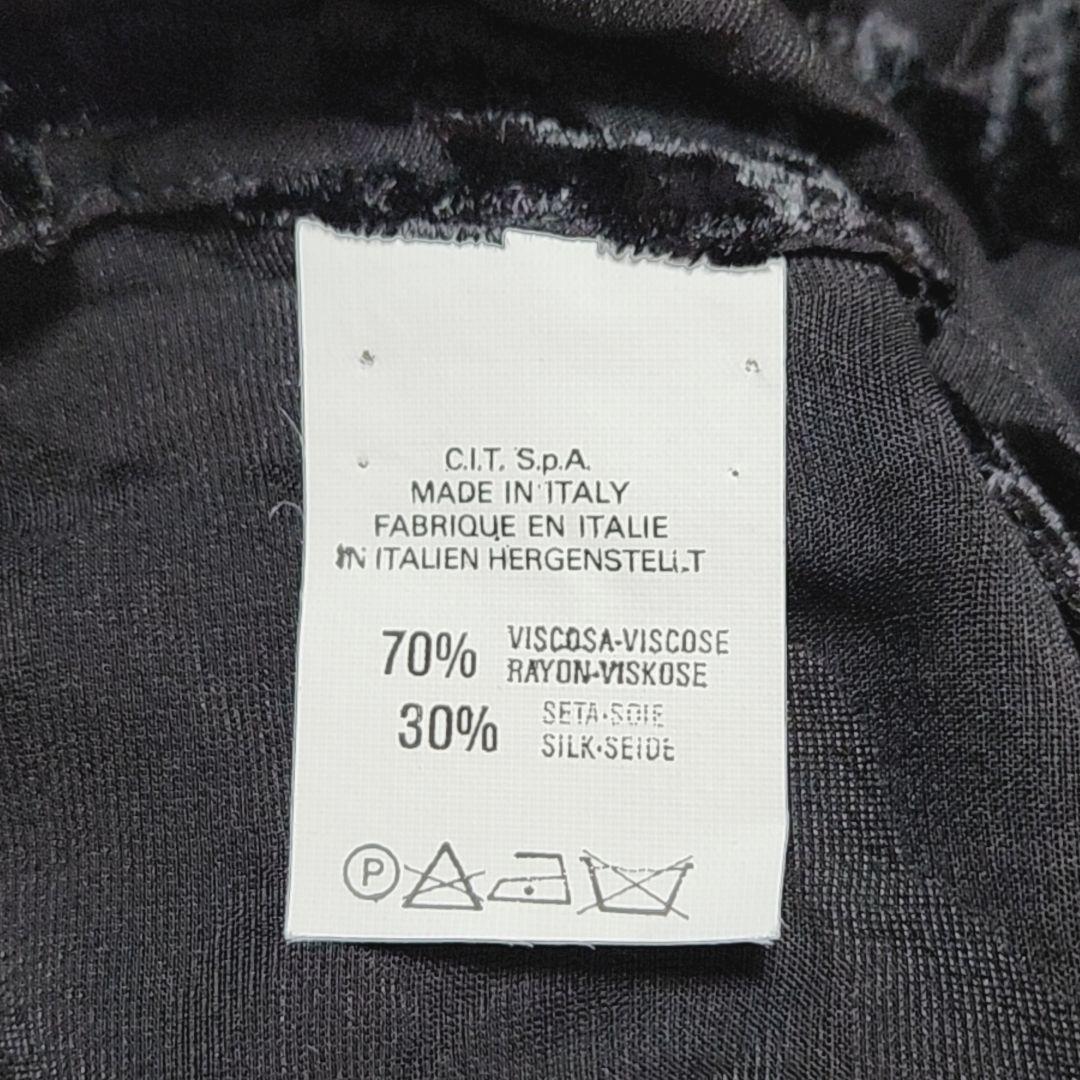 C.I.T. S.p.A.
MADE IN ITALY
FABRIQUE EN ITALIE
IN ITALIEN HERGENSTELLT
70% VISCOSA-VISCOSE
RAYON-VISKOSE
30% SETA-SOIE
SILK-SEIDE
P